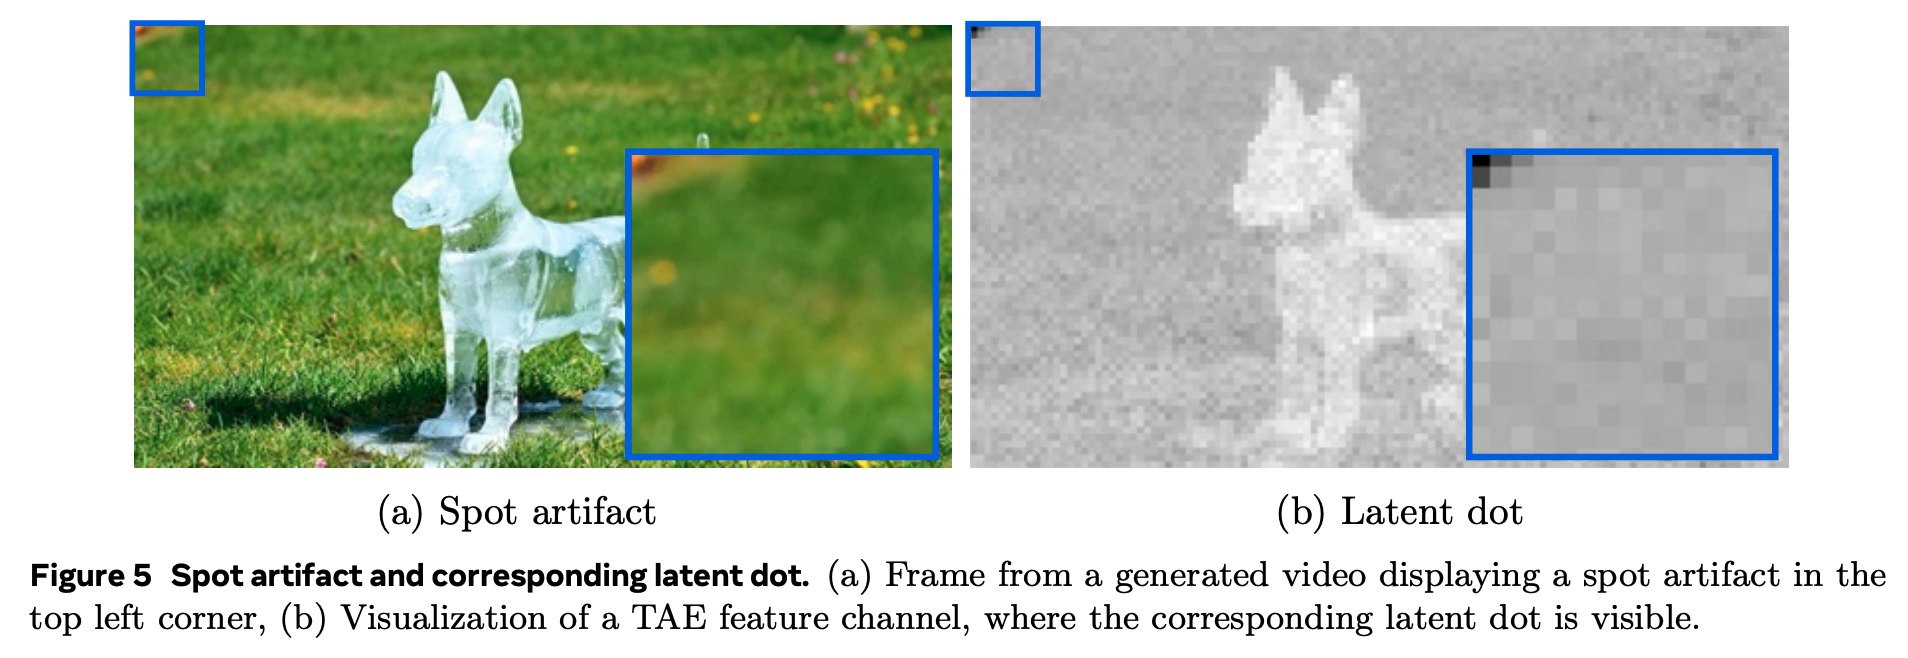 (a) Spot artifact
(b) Latent dot
Figure 5 Spot artifact and corresponding latent dot. (a) Frame from a generated video displaying a spot artifact in the
top left corner, (b) Visualization of a TAE feature channel, where the corresponding latent dot is visible.